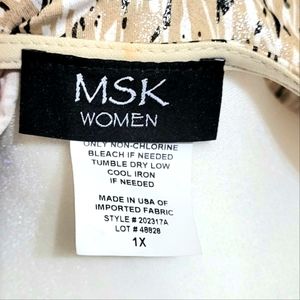 MSK
WOMEN
ONLY NON-CHLORINE
BLEACH IF NEEDED
TUMBLE DRY LOW
COOL IRON
IF NEEDED
MADE IN USA OF
IMPORTED FABRIC
STYLE # 202317A
LOT # 48828
1X